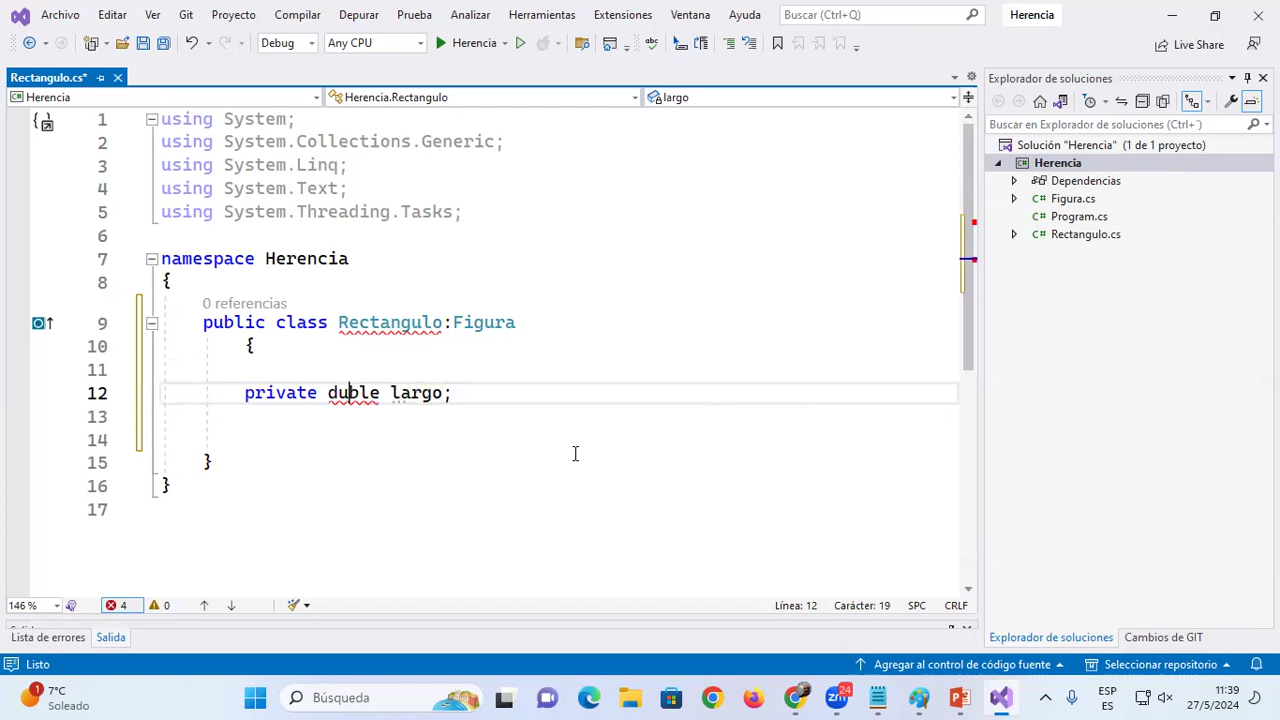 Archivo Editar Ver Git Proyecto Compilar Depurar Prueba Analizar Herramientas Extensiones Ventana Ayuda Buscar (Ctrl+Q) Herencia
Debug Any CPU Herencia Live Share
Rectangulo.cs*
Herencia Herencia.Rectangulo largo
1 using System;
2 using System.Collections.Generic;
3 using System.Linq;
4 using System.Text;
5 using System.Threading.Tasks;
6
7 namespace Herencia
8 {
0 referencias
9 public class Rectangulo:Figura
10 {
11
12 private duble largo;
13
14
15 }
16 }
17
146 % 4 0 Línea: 12 Carácter: 19 SPC CRLF
Lista de errores Salida
Explorador de soluciones
Buscar en Explorador de soluciones (Ctrl+´)
Solución "Herencia" (1 de 1 proyecto)
Herencia
Dependencias
C# Figura.cs
C# Program.cs
C# Rectangulo.cs
Explorador de soluciones Cambios de GIT
Listo Agregar al control de código fuente Seleccionar repositorio
1 7°C
Soleado
Búsqueda
24
ESP
ES
11:39
27/5/2024